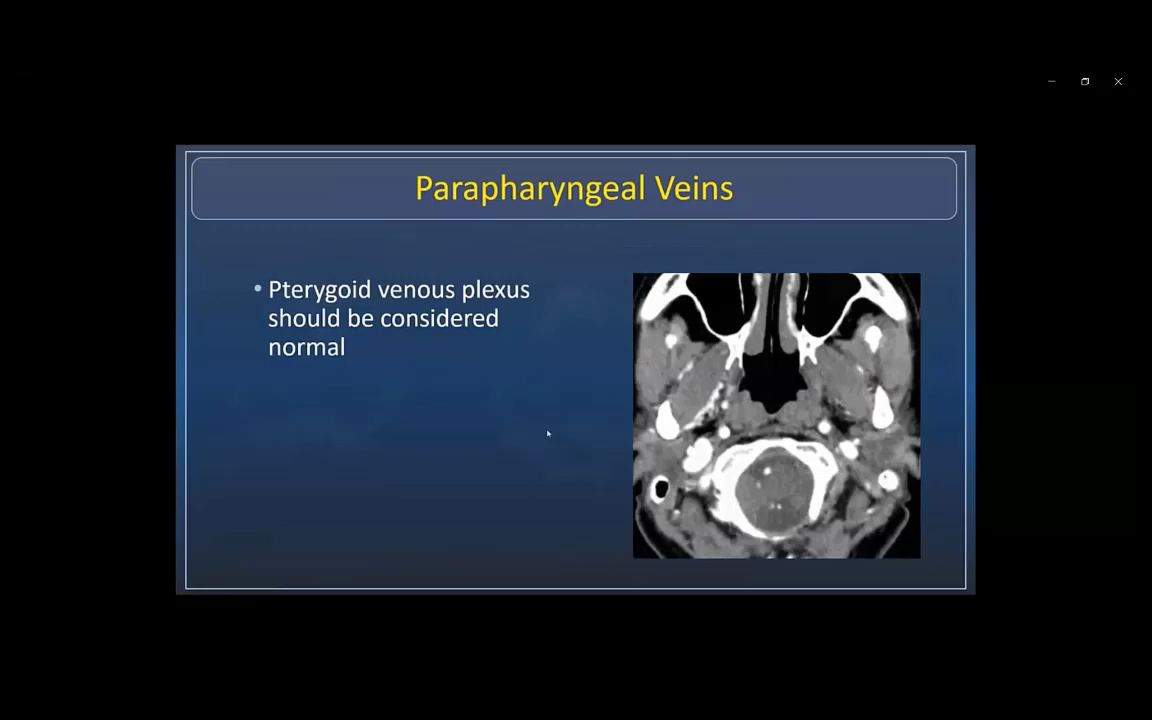 Parapharyngeal Veins
• Pterygoid venous plexus
should be considered
normal